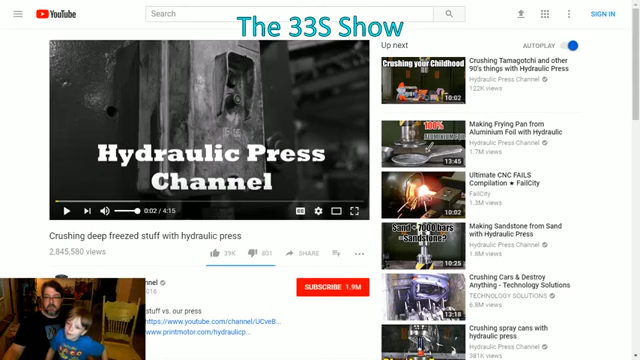 YouTube
Search
The 33S Show
SIGN IN
Hydraulic Press
Channel
0:02 / 4:15
Crushing deep freezed stuff with hydraulic press
2,845,580 views
39K
801
SHARE
SUBSCRIBE 1.9M
stuff vs. our press
https://www.youtube.com/channel/UCveB...
www.printmotor.com/hydraulicp...
Up next
AUTOPLAY
Crushing your Childhood
10:02
Crushing Tamagotchi and other
90's things with Hydraulic Press
Hydraulic Press Channel
122K views
100%
13:45
Making Frying Pan from
Aluminium Foil with Hydraulic
Hydraulic Press Channel
1.7M views
10:02
Ultimate CNC FAILS
Compilation ★ FailCity
FailCity
1.3M views
Sand + 7000 bars
= sandstone?
10:25
Making Sandstone from Sand
with Hydraulic Press
Hydraulic Press Channel
1.8M views
13:18
Crushing Cars & Destroy
Anything - Technology Solutions
TECHNOLOGY SOLUTIONS
6.8M views
Crushing spray cans with
hydraulic press
Hydraulic Press Channel
381K views